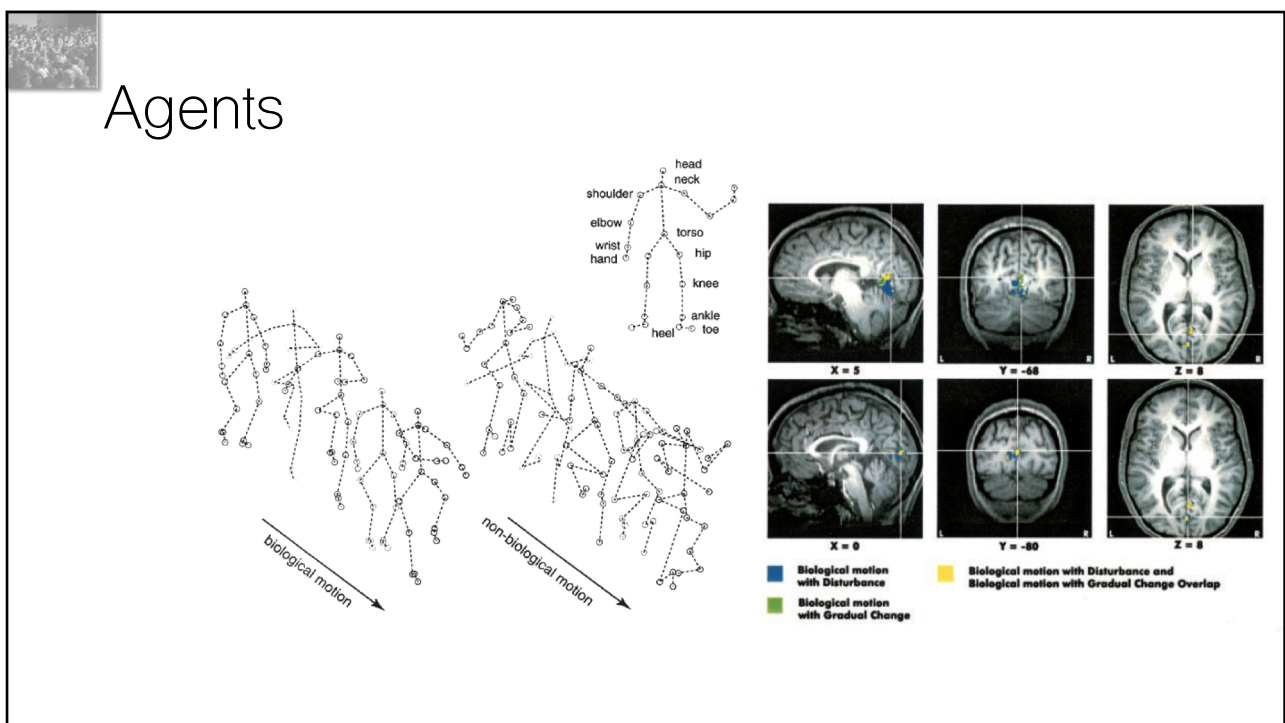 Agents
head
neck
shoulder
elbow
torso
wrist
hip
hand
knee
ankle
heel
toe
biological motion
non-biological motion
L
R
L
R
X = 5
Y = -68
Z = 8
L
R
L
R
X = 0
Y = -80
Z = 8
Biological motion
with Disturbance
Biological motion with Disturbance and
Biological motion with Gradual Change Overlap
Biological motion
with Gradual Change